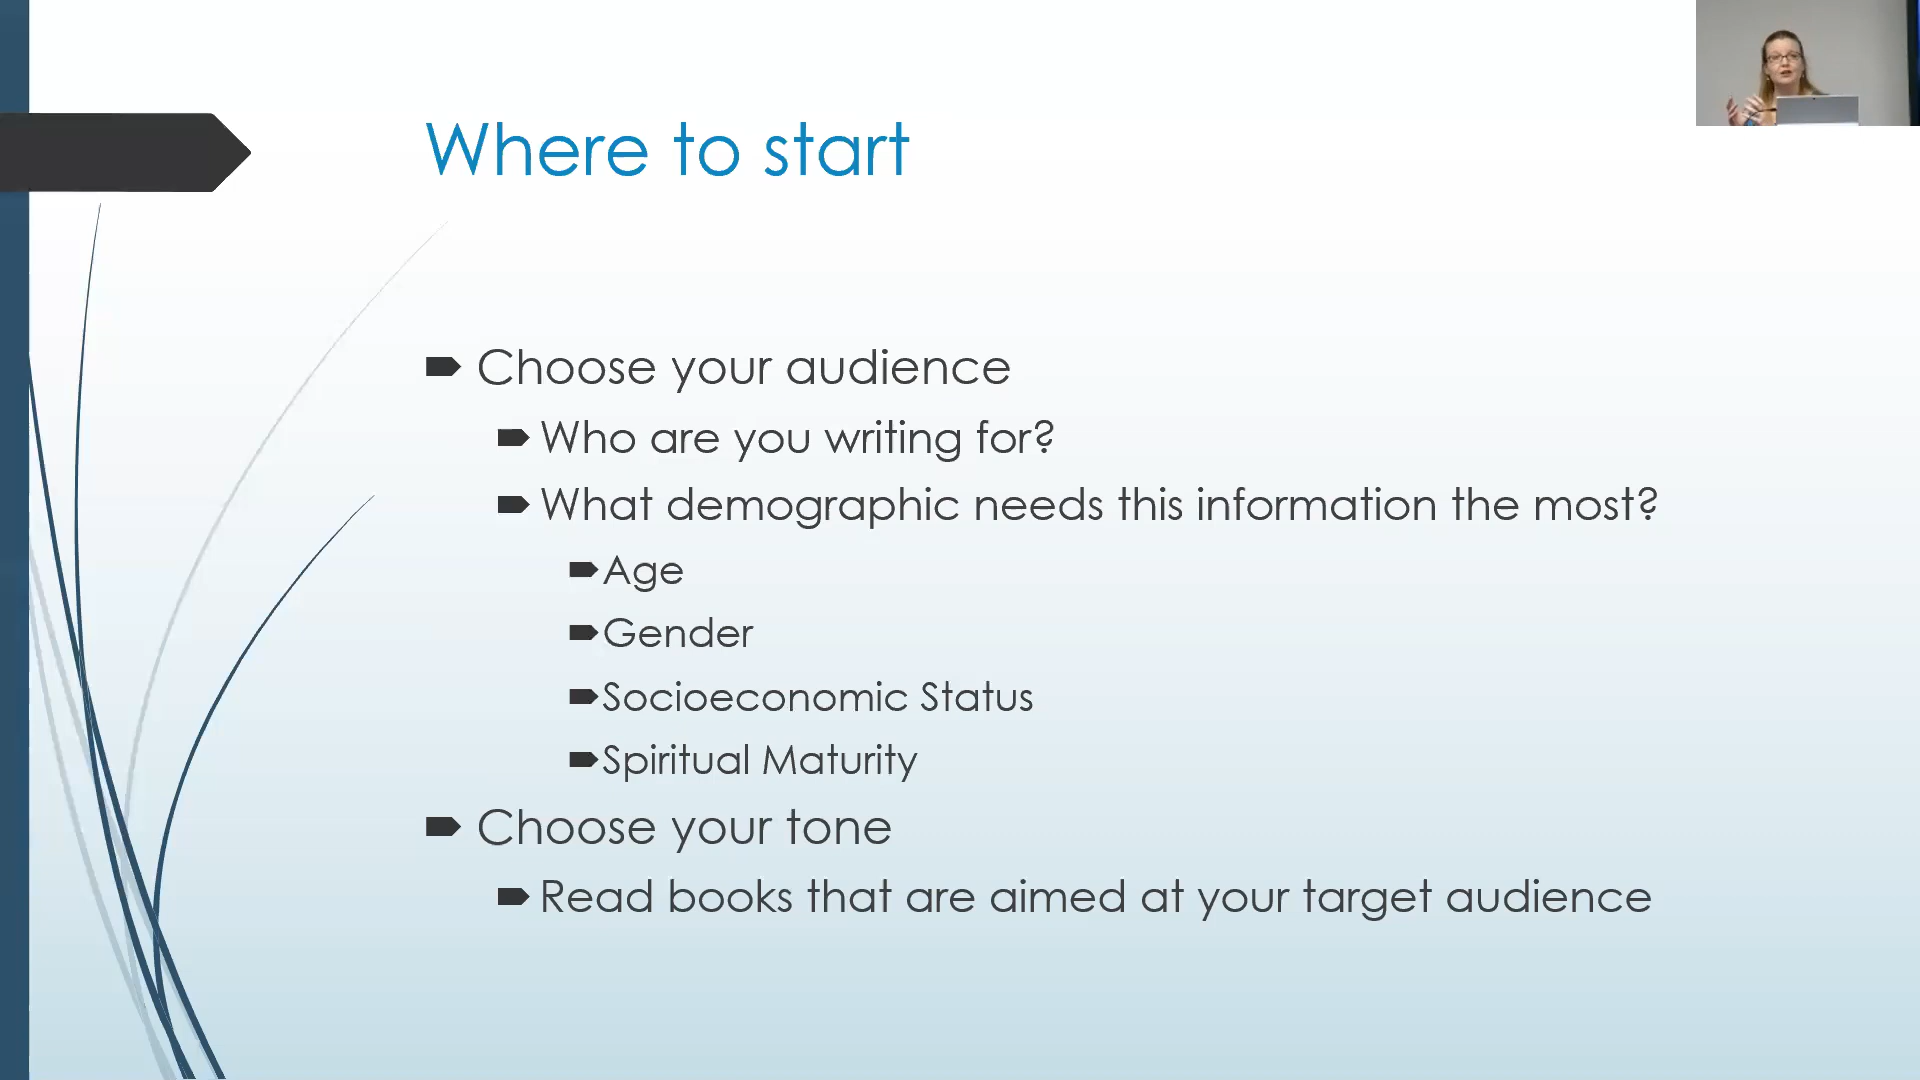 Where to start
Choose your audience
Who are you writing for?
What demographic needs this information the most?
Age
Gender
Socioeconomic Status
Spiritual Maturity
Choose your tone
Read books that are aimed at your target audience